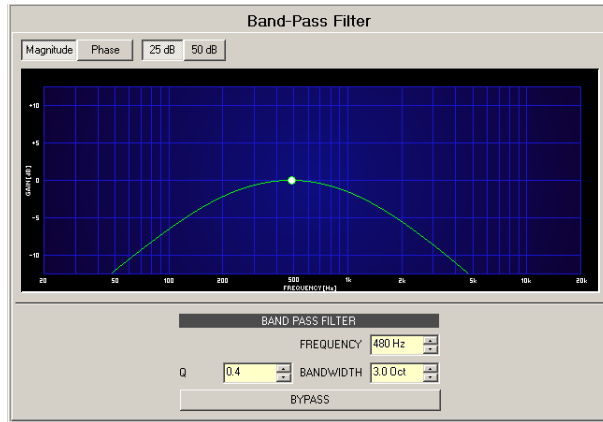 Band-Pass Filter
Magnitude Phase 25 dB 50 dB
+10
+5
0
-5
-10
GAIN[dB]
20 50 100 200 500 1k 2k 5k 10k 20k
FREQUENCY[Hz]
BAND PASS FILTER
FREQUENCY 480 Hz
Q 0.4 BANDWIDTH 3.0 Oct
BYPASS